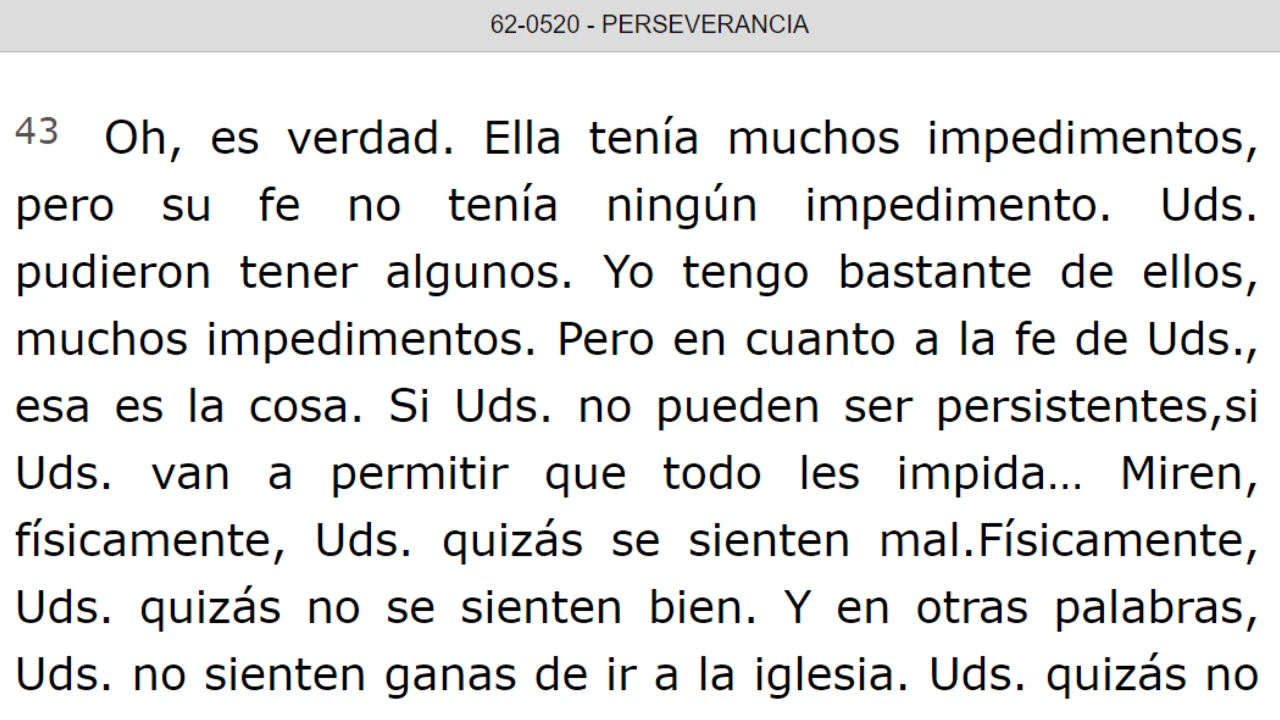 62-0520 - PERSEVERANCIA
43 Oh, es verdad. Ella tenía muchos impedimentos,
pero su fe no tenía ningún impedimento. Uds.
pudieron tener algunos. Yo tengo bastante de ellos,
muchos impedimentos. Pero en cuanto a la fe de Uds.,
esa es la cosa. Si Uds. no pueden ser persistentes,si
Uds. van a permitir que todo les impida... Miren,
físicamente, Uds. quizás se sienten mal.Físicamente,
Uds. quizás no se sienten bien. Y en otras palabras,
Uds. no sienten ganas de ir a la iglesia. Uds. quizás no